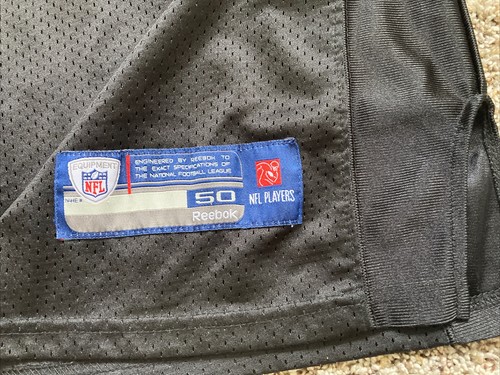 EQUIPMENT
NFL
ENGINEERED BY REEBOK TO
THE EXACT SPECIFICATIONS OF
THE NATIONAL FOOTBALL LEAGUE
50
Reebok
NFL PLAYERS